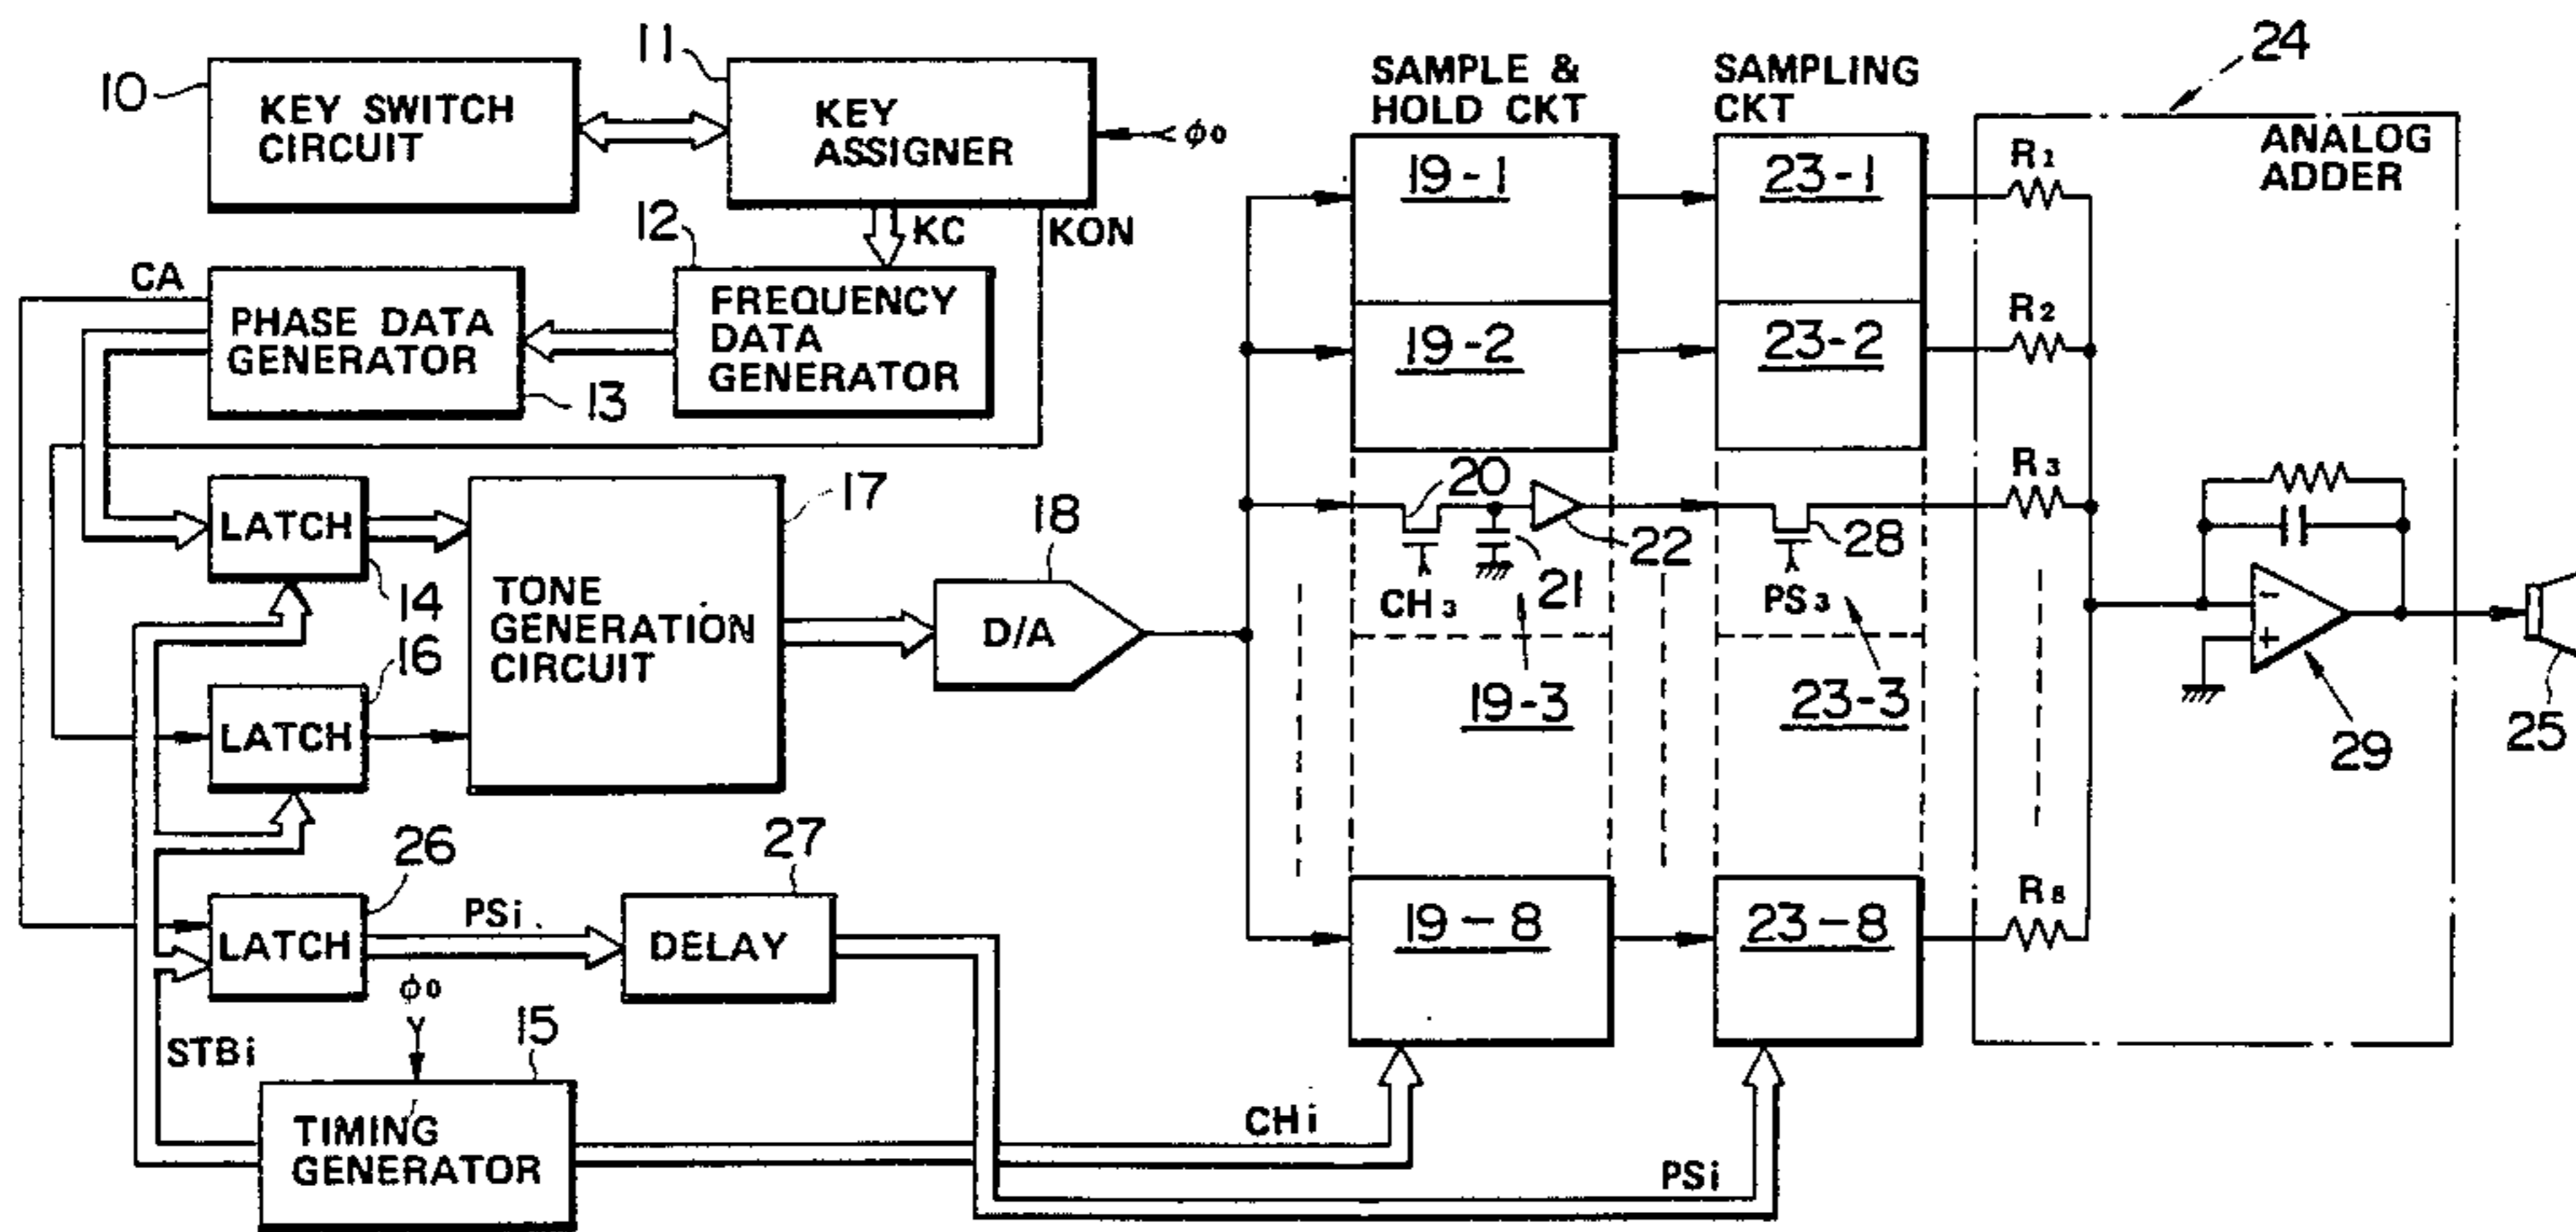 10
KEY SWITCH
CIRCUIT
11
KEY
ASSIGNER
φ0
SAMPLE &
HOLD CKT
SAMPLING
CKT
24
ANALOG
ADDER
19-1
23-1
R1
KC
KON
12
CA
PHASE DATA
GENERATOR
13
FREQUENCY
DATA
GENERATOR
19-2
23-2
R2
LATCH
14
TONE
GENERATION
CIRCUIT
17
18
D/A
20
CH3
21
22
19-3
28
PS3
23-3
R3
-
+
29
25
16
LATCH
26
LATCH
PSi
27
DELAY
19-8
23-8
R8
STBi
φ0
15
TIMING
GENERATOR
CHi
PSi